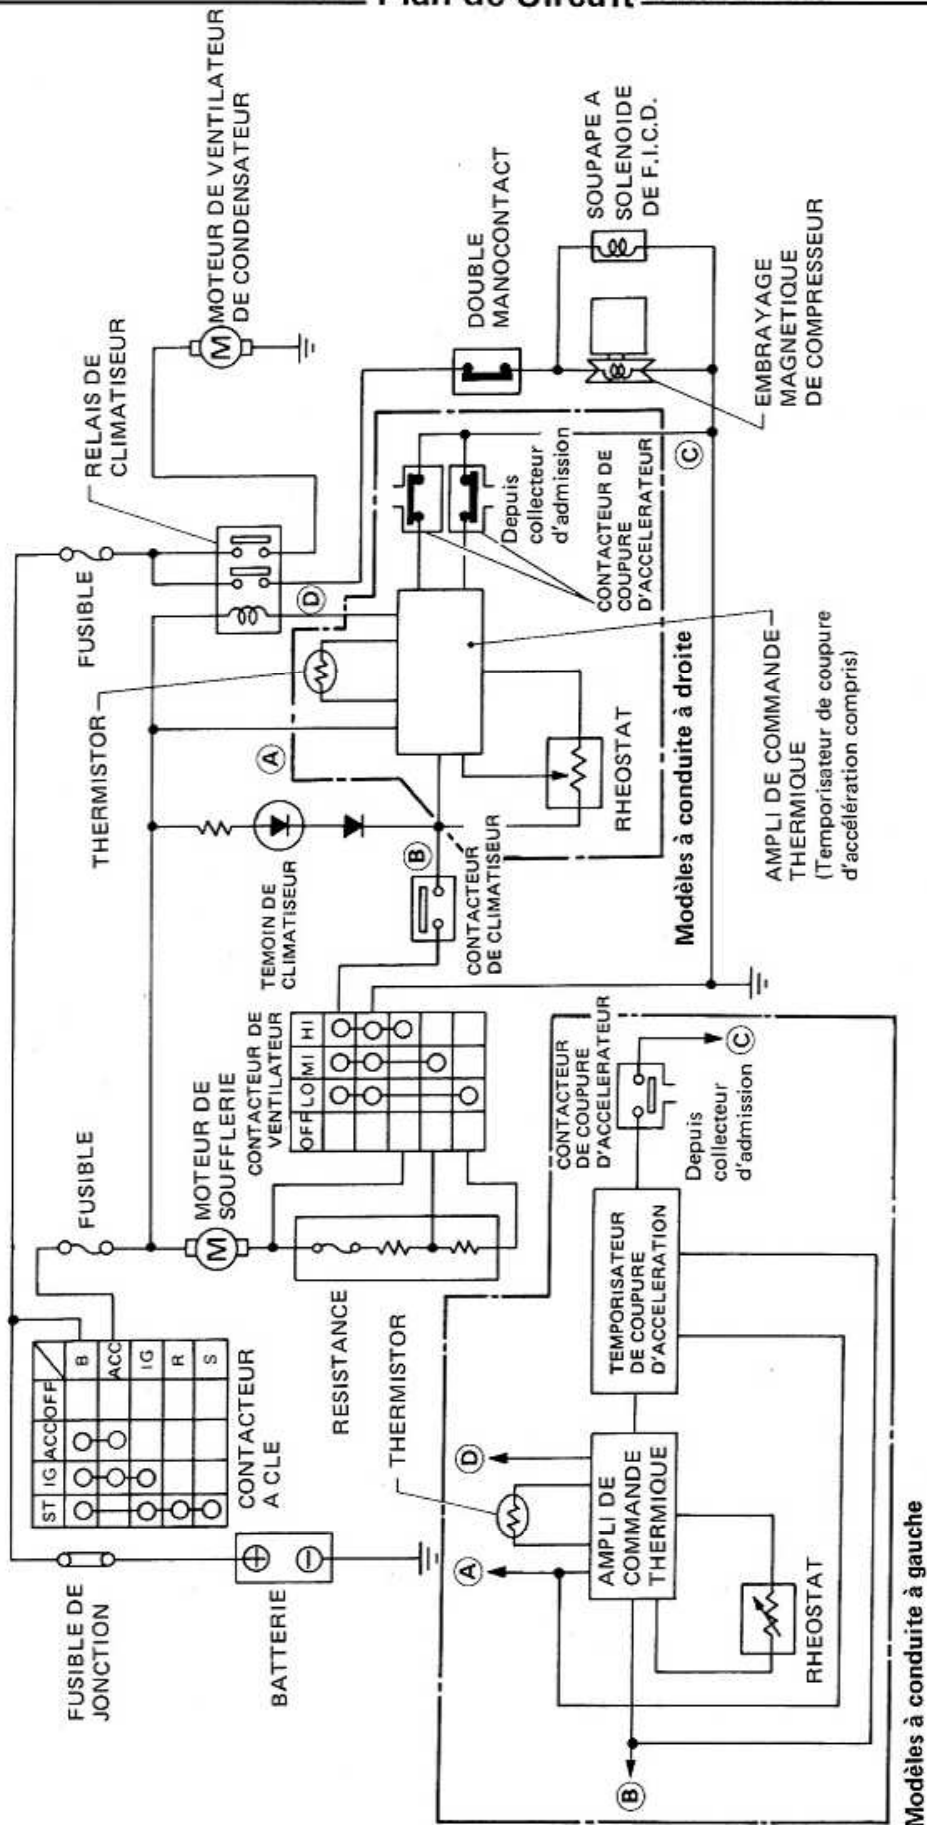 Plan de Circuit
FUSIBLE DE
JONCTION
BATTERIE
ST
IG
ACC
OFF
B
ACC
IG
R
S
CONTACTEUR
A CLE
FUSIBLE
MOTEUR DE
SOUFFLERIE
M
RESISTANCE
CONTACTEUR DE
VENTILATEUR
OFF
LO
MI
HI
TEMOIN DE
CLIMATISEUR
THERMISTOR
FUSIBLE
RELAIS DE
CLIMATISEUR
MOTEUR DE VENTILATEUR
DE CONDENSATEUR
M
A
B
D
CONTACTEUR
DE CLIMATISEUR
DOUBLE
MANOCONTACT
SOUPAPE A
SOLENOIDE
DE F.I.C.D.
EMBRAYAGE
MAGNETIQUE
DE COMPRESSEUR
Depuis
collecteur
d'admission
CONTACTEUR DE
COUPURE
D'ACCELERATEUR
C
RHEOSTAT
Modèles à conduite à droite
AMPLI DE COMMANDE
THERMIQUE
(Temporisateur de coupure
d'accélération compris)
THERMISTOR
A
D
B
AMPLI DE
COMMANDE
THERMIQUE
RHEOSTAT
TEMPORISATEUR
DE COUPURE
D'ACCELERATION
CONTACTEUR
DE COUPURE
D'ACCELERATEUR
Depuis
collecteur
d'admission
C
Modèles à conduite à gauche